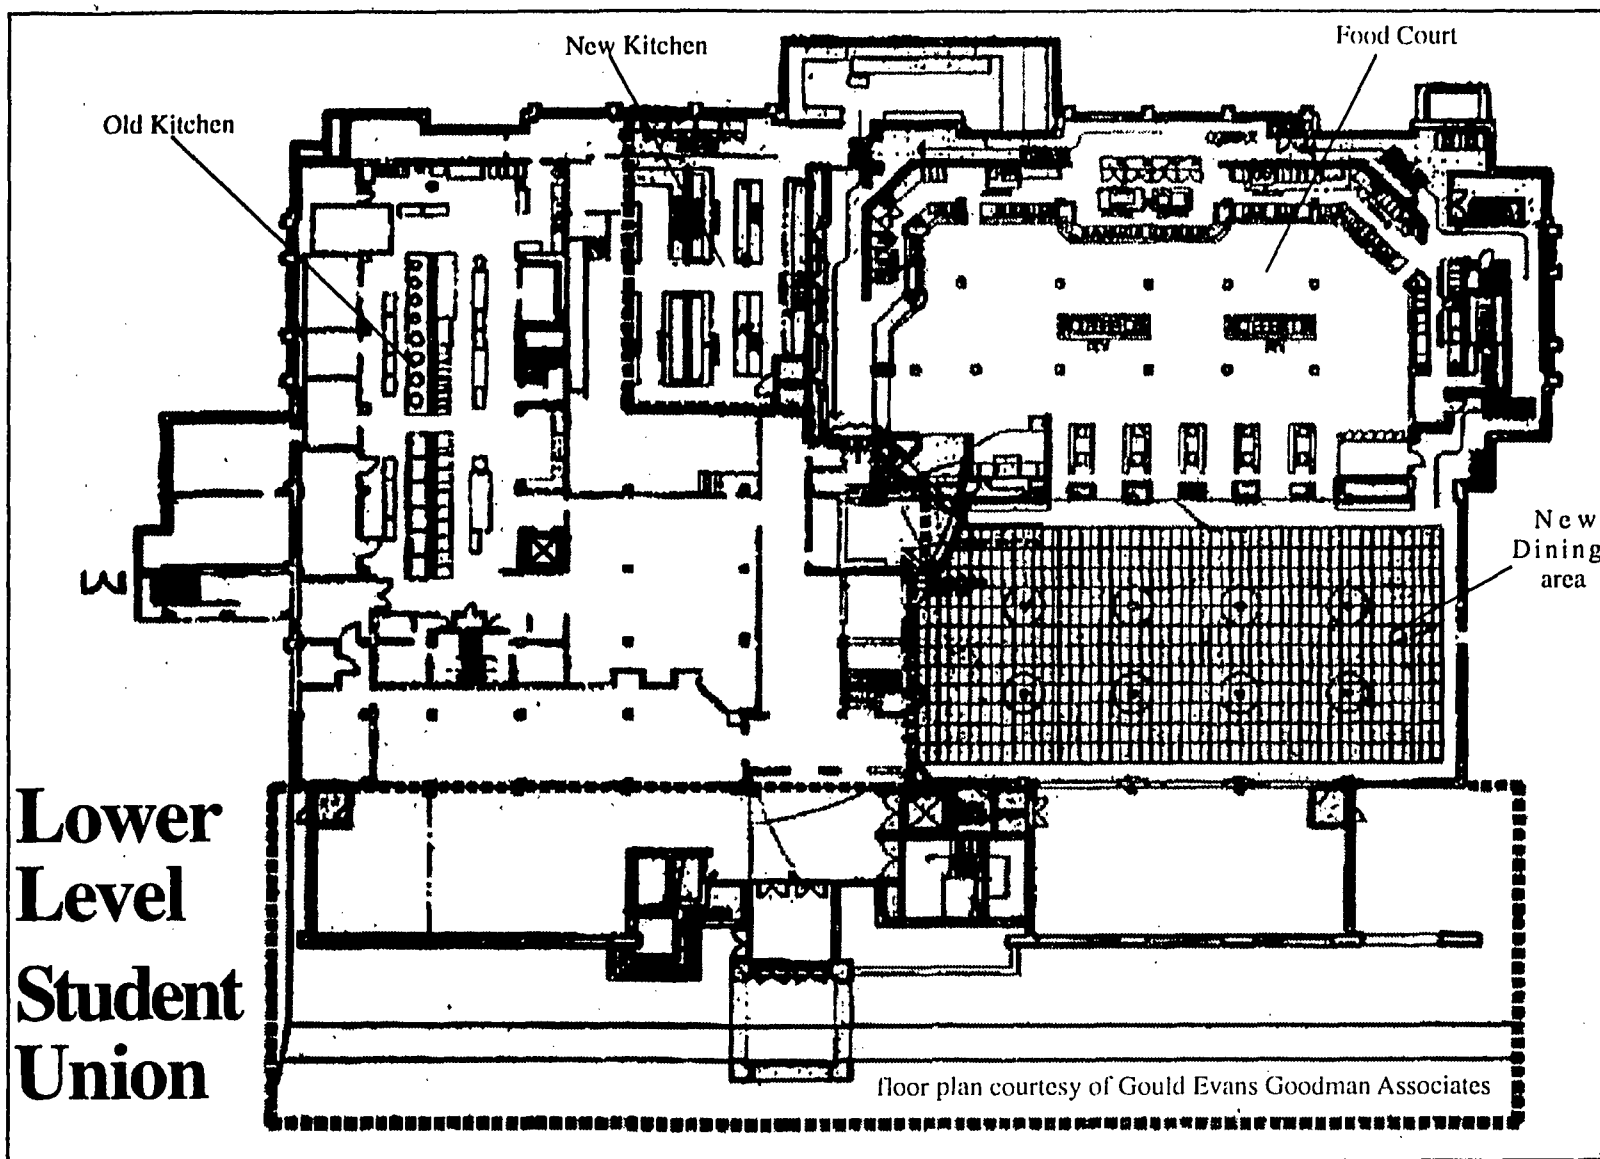 New Kitchen
Food Court
Old Kitchen
New
Dining
area
Lower
Level
Student
Union
floor plan courtesy of Gould Evans Goodman Associates